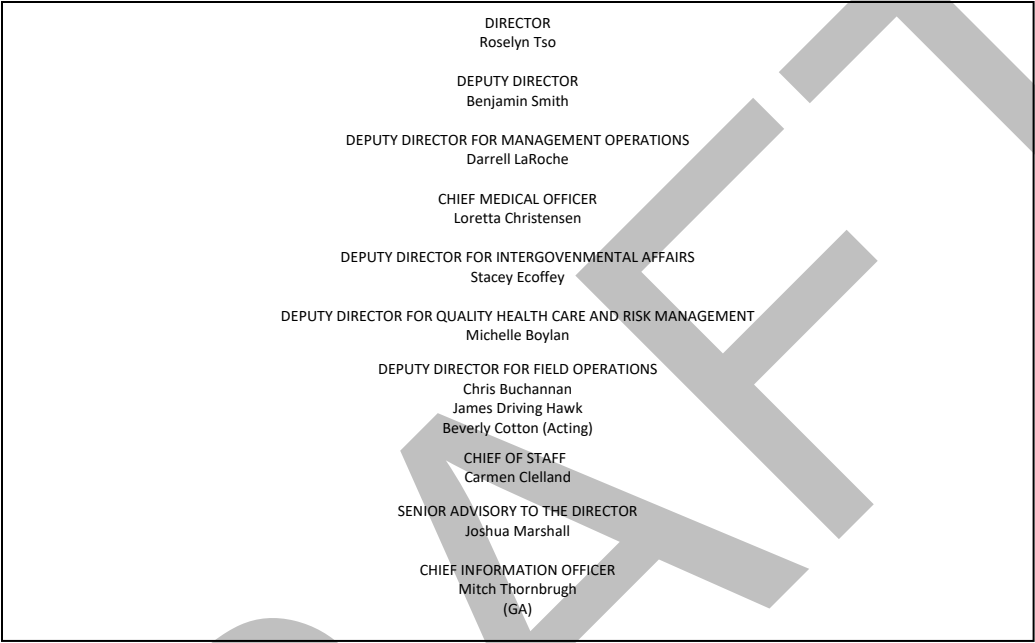 DIRECTOR
Roselyn Tso
DEPUTY DIRECTOR
Benjamin Smith
DEPUTY DIRECTOR FOR MANAGEMENT OPERATIONS
Darrell LaRoche
CHIEF MEDICAL OFFICER
Loretta Christensen
DEPUTY DIRECTOR FOR INTERGOVENMENTAL AFFAIRS
Stacey Ecoffey
DEPUTY DIRECTOR FOR QUALITY HEALTH CARE AND RISK MANAGEMENT
Michelle Boylan
DEPUTY DIRECTOR FOR FIELD OPERATIONS
Chris Buchannan
James Driving Hawk
Beverly Cotton (Acting)
CHIEF OF STAFF
Carmen Clelland
SENIOR ADVISORY TO THE DIRECTOR
Joshua Marshall
CHIEF INFORMATION OFFICER
Mitch Thornbrugh
(GA)